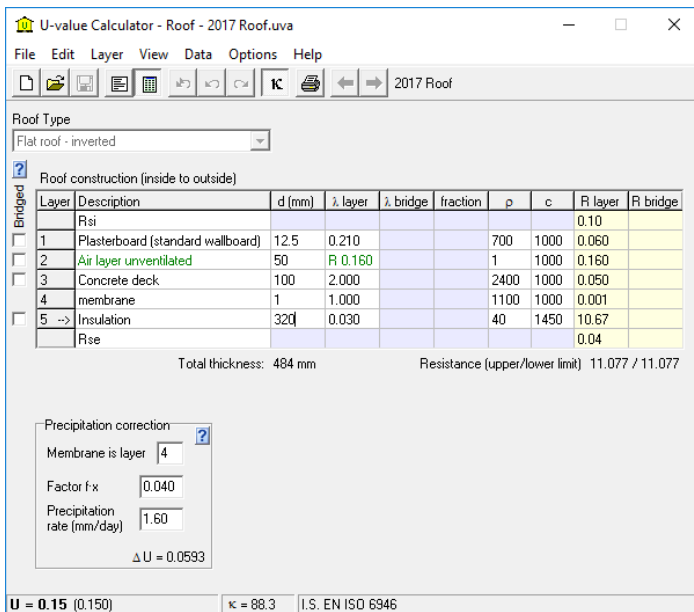 U-value Calculator - Roof - 2017 Roof.uva
File Edit Layer View Data Options Help
κ 2017 Roof
Roof Type
Flat roof - inverted
?
Bridged
Roof construction (inside to outside)
Layer Description d (mm) λ layer λ bridge fraction ρ c R layer R bridge
Rsi 0.10
1 Plasterboard (standard wallboard) 12.5 0.210 700 1000 0.060
2 Air layer unventilated 50 R 0.160 1 1000 0.160
3 Concrete deck 100 2.000 2400 1000 0.050
4 membrane 1 1.000 1100 1000 0.001
5 --> Insulation 320 0.030 40 1450 10.67
Rse 0.04
Total thickness: 484 mm Resistance (upper/lower limit) 11.077 / 11.077
Precipitation correction ?
Membrane is layer 4
Factor f·x 0.040
Precipitation
rate (mm/day) 1.60
Δ U = 0.0593
U = 0.15 (0.150) κ = 88.3 I.S. EN ISO 6946